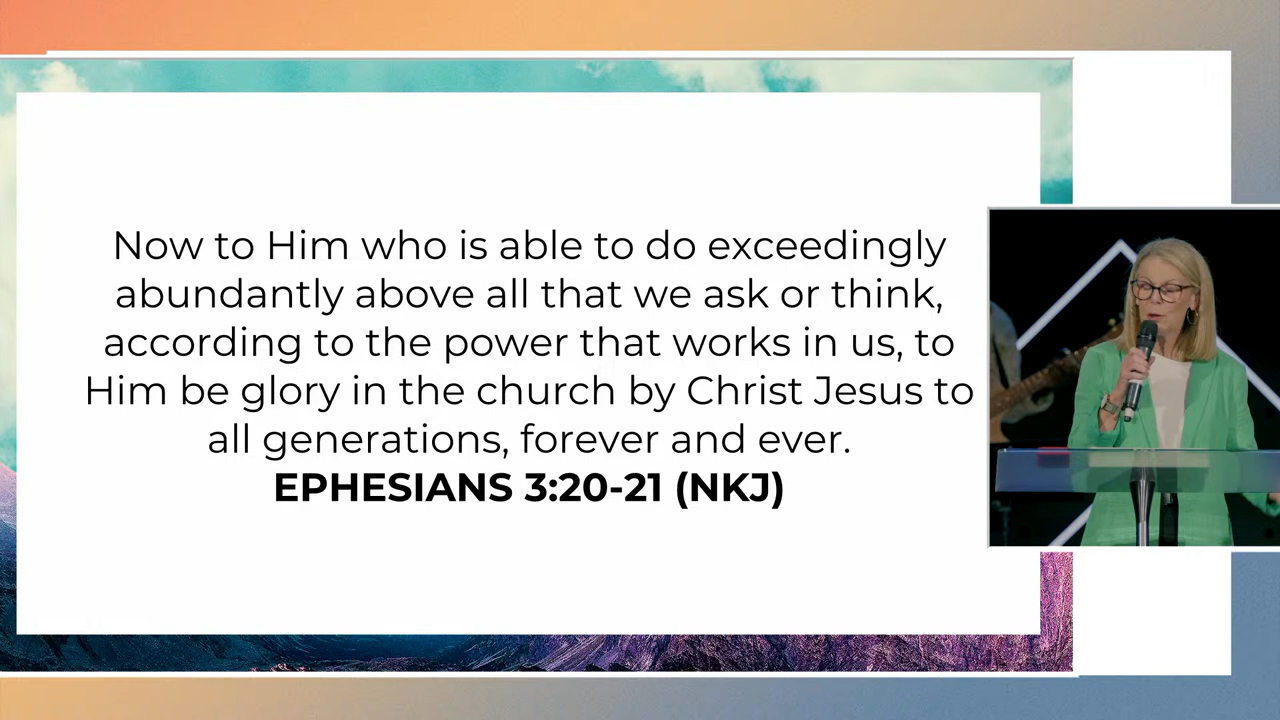 Now to Him who is able to do exceedingly
abundantly above all that we ask or think,
according to the power that works in us, to
Him be glory in the church by Christ Jesus to
all generations, forever and ever.
EPHESIANS 3:20-21 (NKJ)